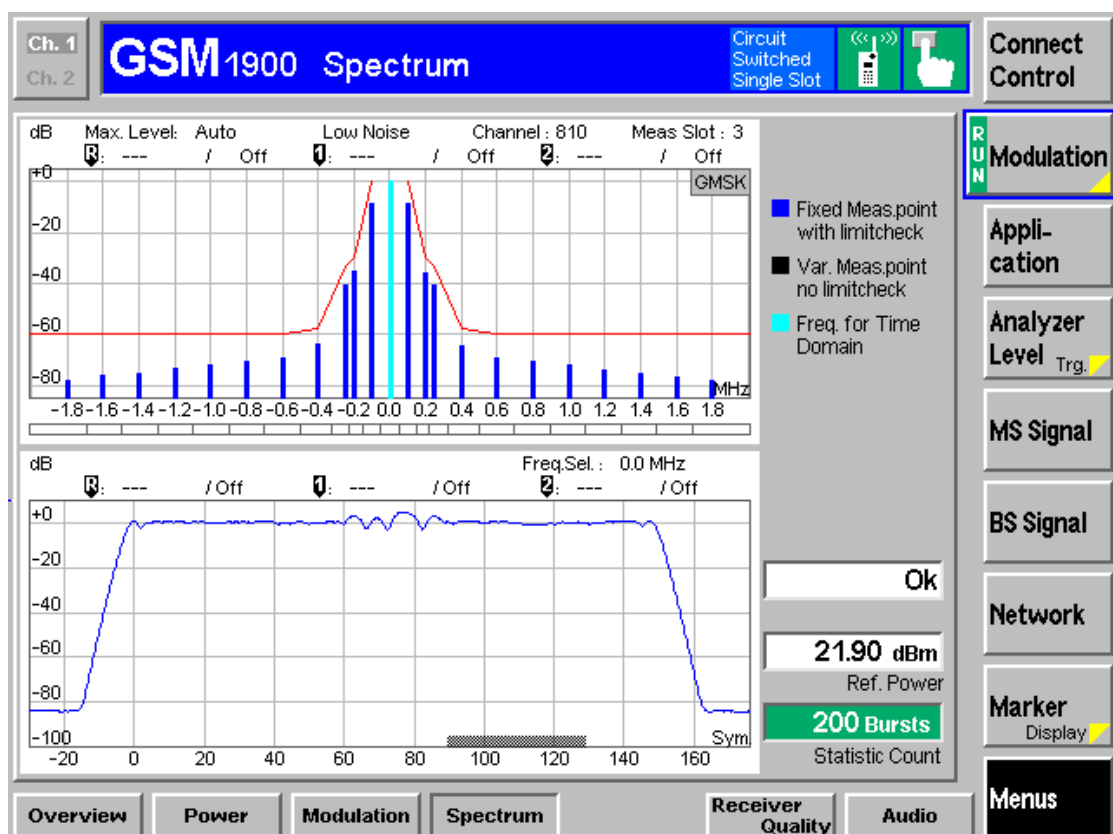 Ch. 1
Ch. 2
GSM 1900 Spectrum
Circuit
Switched
Single Slot
Connect
Control
dB Max. Level: Auto Low Noise Channel : 810 Meas Slot : 3
R: --- / Off 1: --- / Off 2: --- / Off
+0
GMSK
-20
-40
-60
-80
MHz
-1.8 -1.6 -1.4 -1.2 -1.0 -0.8 -0.6 -0.4 -0.2 0.0 0.2 0.4 0.6 0.8 1.0 1.2 1.4 1.6 1.8
Fixed Meas.point
with limitcheck
Var. Meas.point
no limitcheck
Freq. for Time
Domain
RUN
Modulation
Appli-
cation
Analyzer
Level Trg.
MS Signal
BS Signal
Network
Marker
Display
Menus
dB Freq.Sel. : 0.0 MHz
R: --- / Off 1: --- / Off 2: --- / Off
+0
-20
-40
-60
-80
-100
Sym
-20 0 20 40 60 80 100 120 140 160
Ok
21.90 dBm
Ref. Power
200 Bursts
Statistic Count
Overview
Power
Modulation
Spectrum
Receiver
Quality
Audio